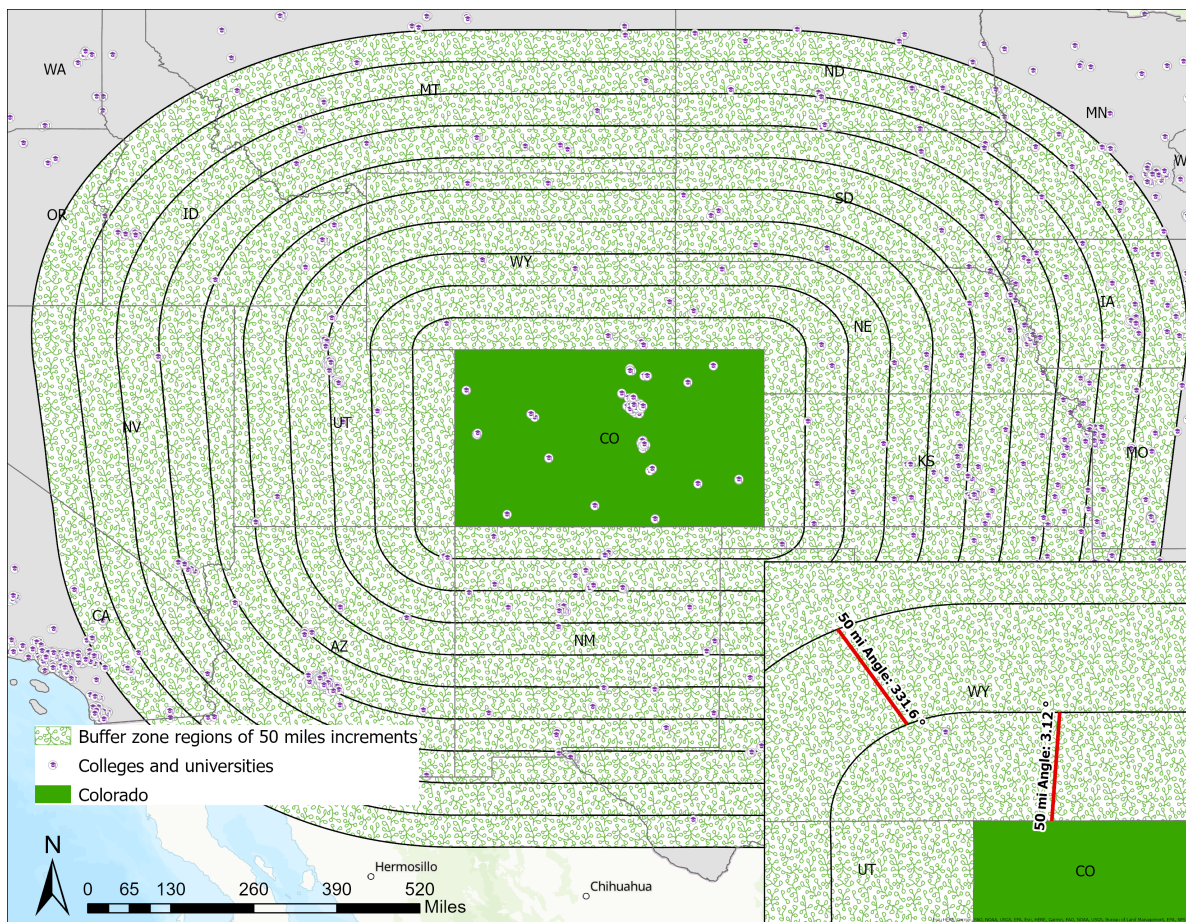 WA
MT
ND
MN
W
OR
ID
SD
WY
IA
NE
NV
UT
CO
KS
MO
CA
AZ
NM
50 mi Angle: 331.6 °
WY
50 mi Angle: 3.12 °
UT
CO
Buffer zone regions of 50 miles increments
Colleges and universities
Colorado
N
0 65 130 260 390 520
Miles
Hermosillo
Chihuahua